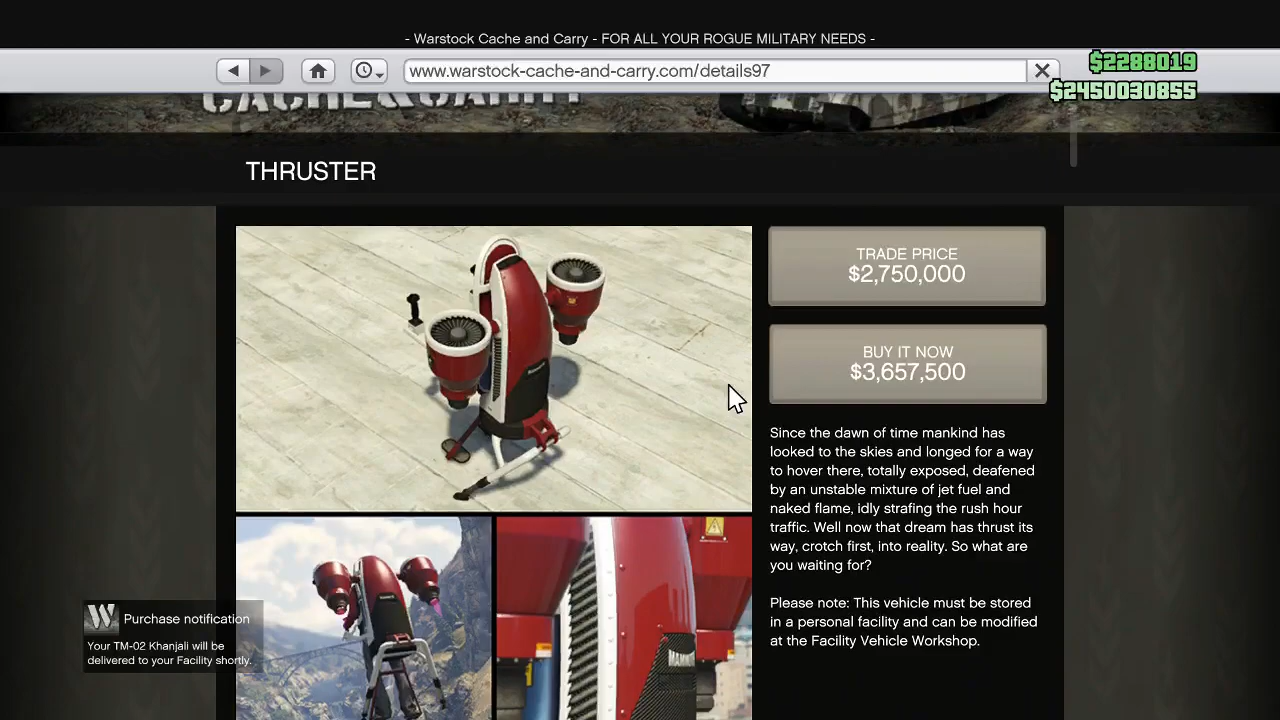 - Warstock Cache and Carry - FOR ALL YOUR ROGUE MILITARY NEEDS -
www.warstock-cache-and-carry.com/details97
$2288019
$2450030855
CACHE & CARRY
THRUSTER
TRADE PRICE
$2,750,000
BUY IT NOW
$3,657,500
Since the dawn of time mankind has
looked to the skies and longed for a way
to hover there, totally exposed, deafened
by an unstable mixture of jet fuel and
naked flame, idly strafing the rush hour
traffic. Well now that dream has thrust its
way, crotch first, into reality. So what are
you waiting for?
Please note: This vehicle must be stored
in a personal facility and can be modified
at the Facility Vehicle Workshop.
W Purchase notification
Your TM-02 Khanjali will be
delivered to your Facility shortly.